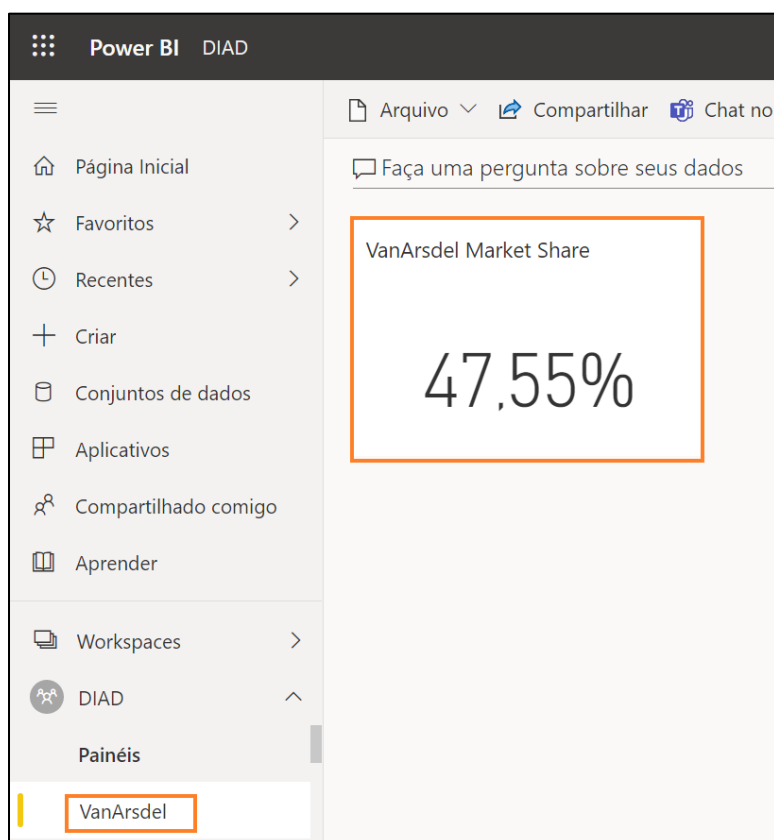 Power BI DIAD
Arquivo Compartilhar Chat no
Página Inicial
Faça uma pergunta sobre seus dados
Favoritos
VanArsdel Market Share
Recentes
Criar
47,55%
Conjuntos de dados
Aplicativos
Compartilhado comigo
Aprender
Workspaces
DIAD
Painéis
VanArsdel